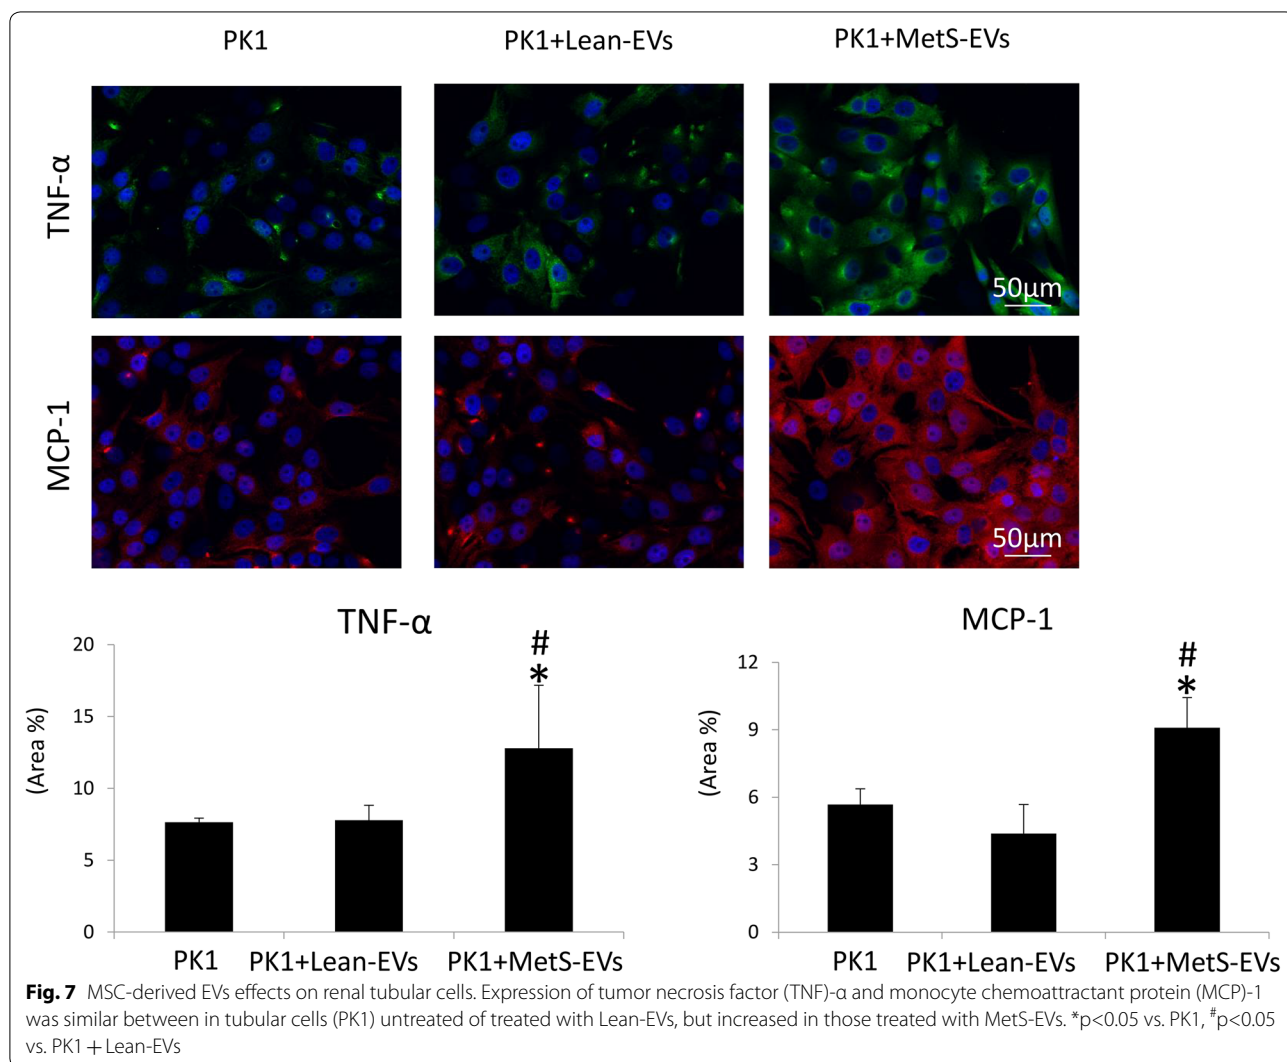 PK1 PK1+Lean-EVs PK1+MetS-EVs
TNF-α
50μm
MCP-1
50μm
TNF-α
(Area %)
20
15
10
5
0
#
*
PK1 PK1+Lean-EVs PK1+MetS-EVs
MCP-1
(Area %)
12
9
6
3
0
#
*
PK1 PK1+Lean-EVs PK1+MetS-EVs
Fig. 7 MSC-derived EVs effects on renal tubular cells. Expression of tumor necrosis factor (TNF)-α and monocyte chemoattractant protein (MCP)-1
was similar between in tubular cells (PK1) untreated of treated with Lean-EVs, but increased in those treated with MetS-EVs. *p<0.05 vs. PK1, #p<0.05
vs. PK1 + Lean-EVs